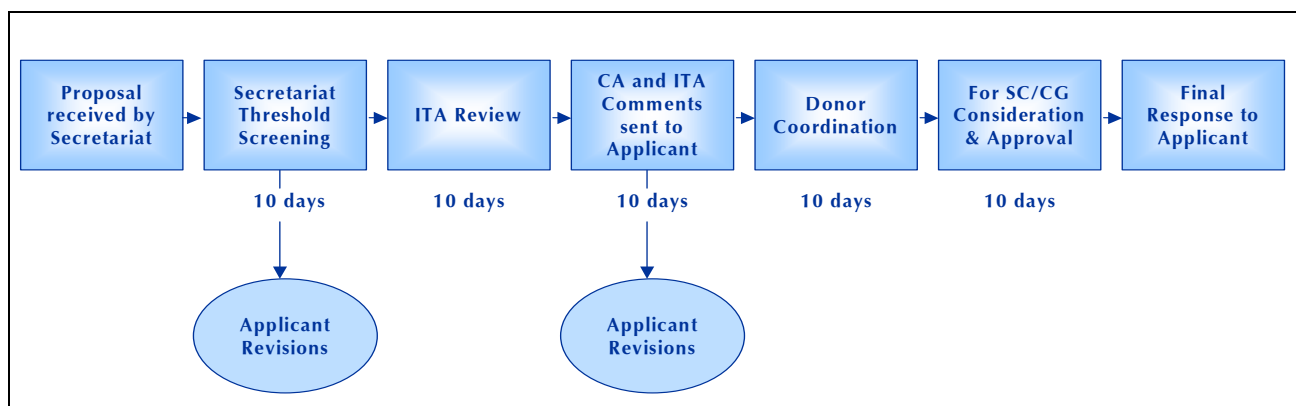 Proposal
received by
Secretariat
Secretariat
Threshold
Screening
ITA Review
CA and ITA
Comments
sent to
Applicant
Donor
Coordination
For SC/CG
Consideration
& Approval
Final
Response to
Applicant
10 days
10 days
10 days
10 days
10 days
Applicant
Revisions
Applicant
Revisions